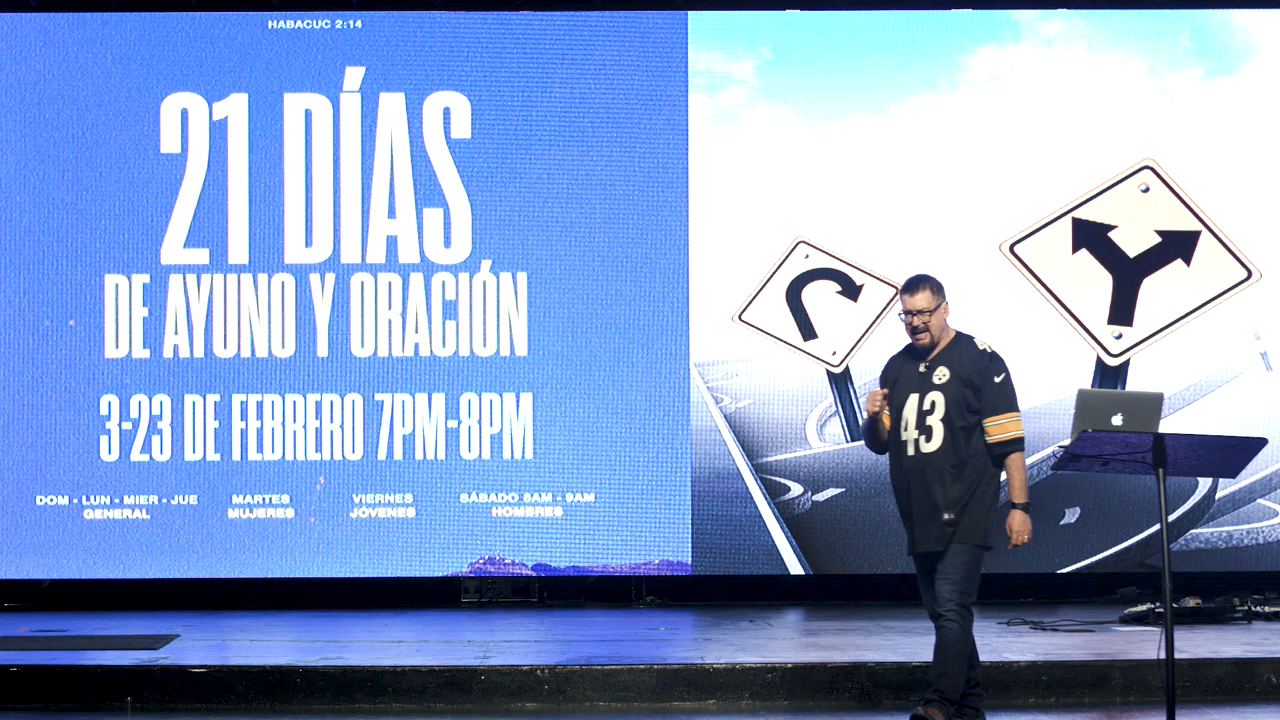 HABACUC 2:14
21 DÍAS
DE AYUNO Y ORACIÓN
3-23 DE FEBRERO 7PM-8PM
DOM - LUN - MIER - JUE
GENERAL
MARTES
MUJERES
VIERNES
JÓVENES
SÁBADO 8AM - 9AM
HOMBRES
43